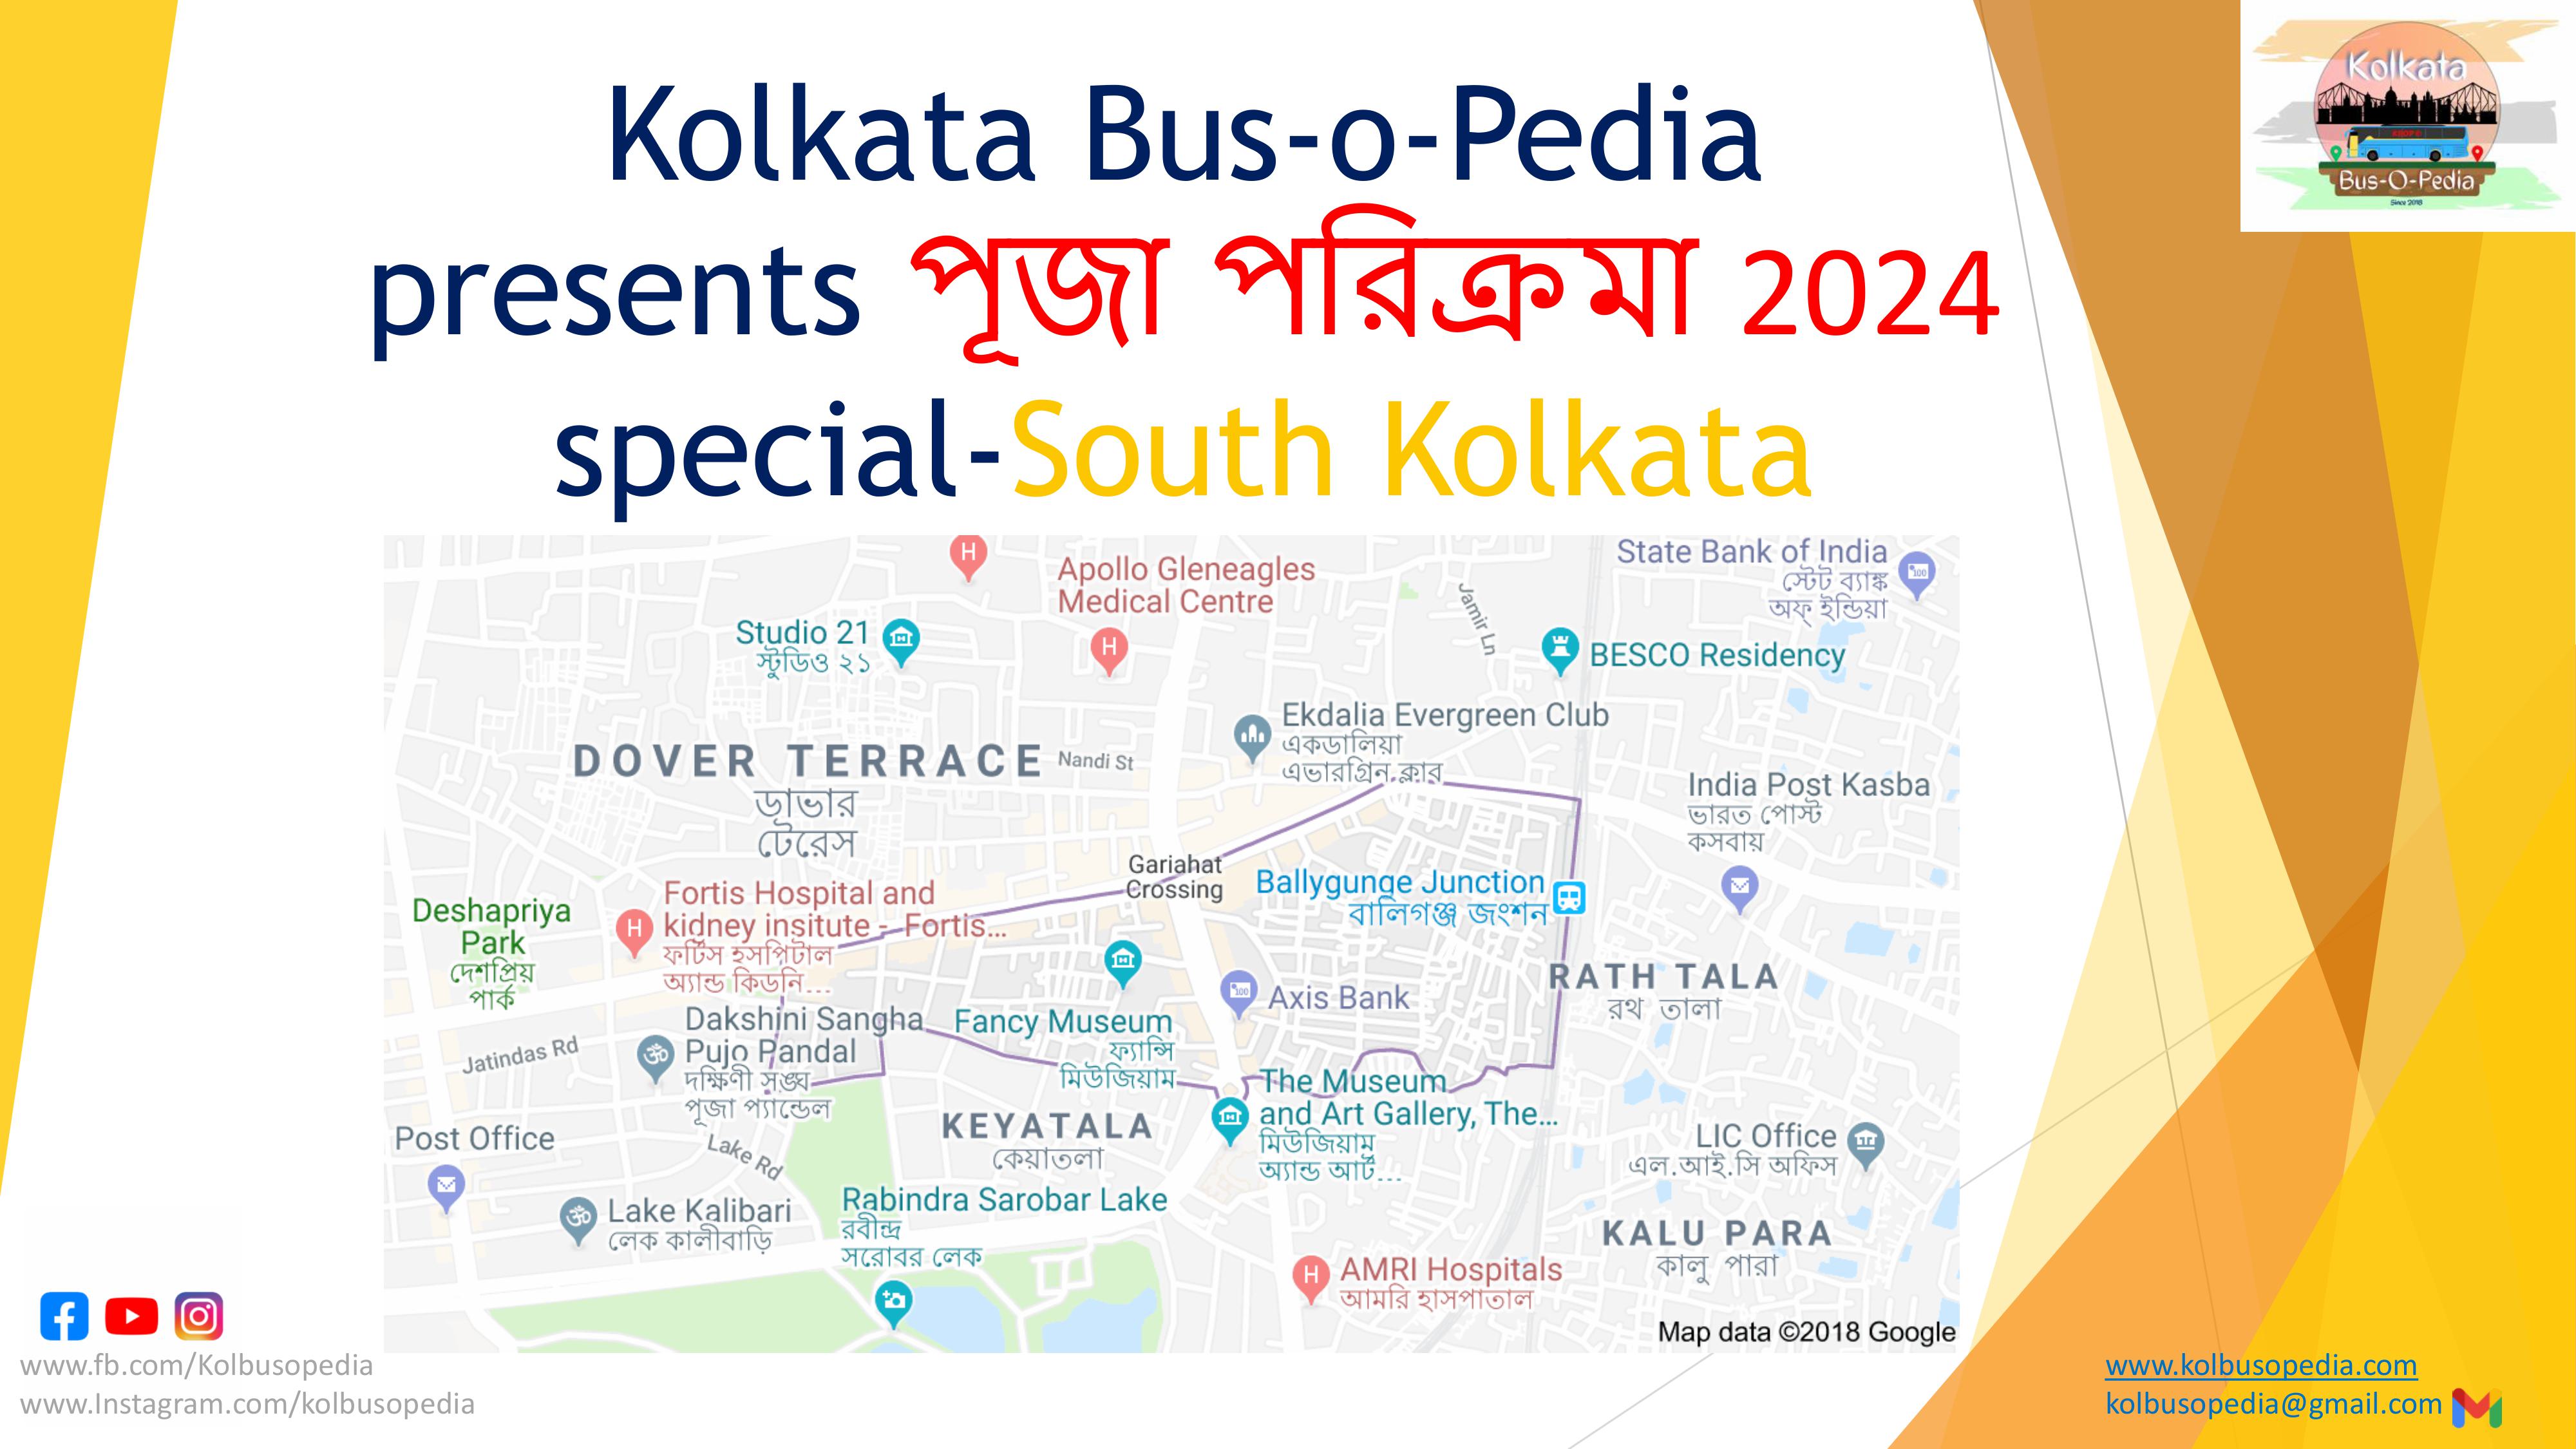 Kolkata Bus-o-Pedia
presents পূজা পরিক্রমা 2024
special-South Kolkata
Kolkata
Bus-O-Pedia
Since 2018
Apollo Gleneagles
Medical Centre
State Bank of India
স্টেট ব্যাঙ্ক
অফ্ ইন্ডিয়া
Jamir Ln
Studio 21
স্টুডিও ২১
BESCO Residency
Ekdalia Evergreen Club
একডালিয়া
এভারগ্রিন ক্লাব
DOVER TERRACE
ডাভার
টেরেস
Nandi St
India Post Kasba
ভারত পোস্ট
কসবায়
Gariahat
Crossing
Ballygunge Junction
বালিগঞ্জ জংশন
Deshapriya
Park
দেশপ্রিয়
পার্ক
Fortis Hospital and
kidney insitute - Fortis...
ফর্টিস হসপিটাল
অ্যান্ড কিডনি...
RATH TALA
রথ তালা
Axis Bank
Dakshini Sangha
Pujo Pandal
দক্ষিণী সঙ্ঘ
পূজা প্যান্ডেল
Fancy Museum
ফ্যান্সি
মিউজিয়াম
Jatindas Rd
The Museum
and Art Gallery, The...
মিউজিয়াম
অ্যান্ড আর্ট...
KEYATALA
কেয়াতলা
Post Office
Lake Rd
LIC Office
এল.আই.সি অফিস
Lake Kalibari
লেক কালীবাড়ি
Rabindra Sarobar Lake
রবীন্দ্র
সরোবর লেক
KALU PARA
কালু পারা
AMRI Hospitals
আমরি হাসপাতাল
Map data ©2018 Google
www.fb.com/Kolbusopedia
www.Instagram.com/kolbusopedia
www.kolbusopedia.com
kolbusopedia@gmail.com